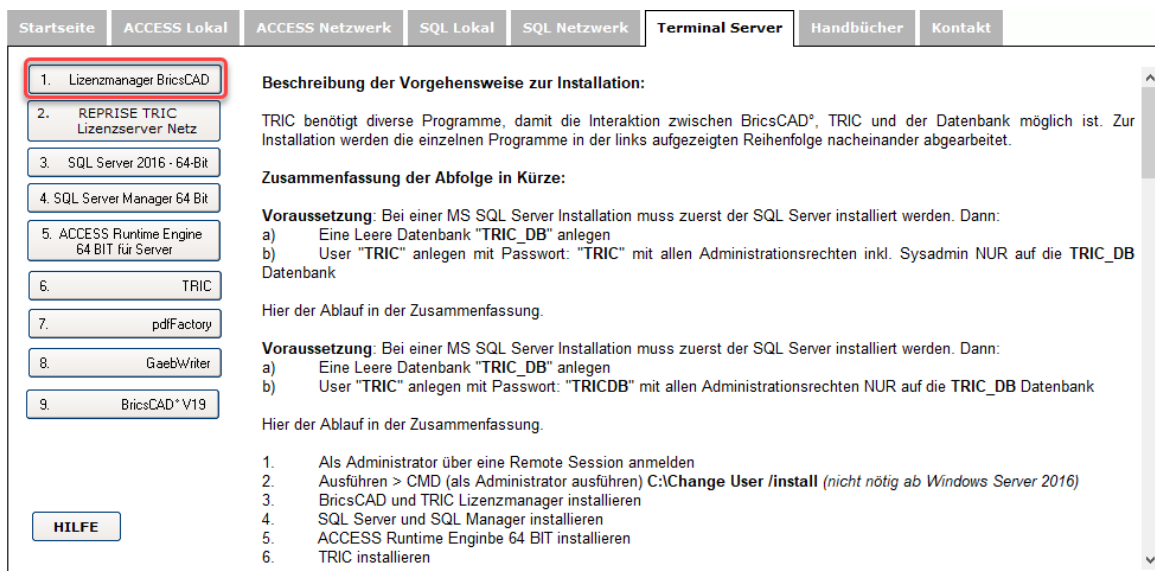 Startseite ACCESS Lokal ACCESS Netzwerk SQL Lokal SQL Netzwerk Terminal Server Handbücher Kontakt
1. Lizenzmanager BricsCAD
2. REPRISE TRIC
Lizenzserver Netz
3. SQL Server 2016 - 64-Bit
4. SQL Server Manager 64 Bit
5. ACCESS Runtime Engine
64 BIT für Server
6. TRIC
7. pdfFactory
8. GaebWriter
9. BricsCAD° V19
HILFE
Beschreibung der Vorgehensweise zur Installation:
TRIC benötigt diverse Programme, damit die Interaktion zwischen BricsCAD°, TRIC und der Datenbank möglich ist. Zur
Installation werden die einzelnen Programme in der links aufgezeigten Reihenfolge nacheinander abgearbeitet.
Zusammenfassung der Abfolge in Kürze:
Voraussetzung: Bei einer MS SQL Server Installation muss zuerst der SQL Server installiert werden. Dann:
a) Eine Leere Datenbank "TRIC_DB" anlegen
b) User "TRIC" anlegen mit Passwort: "TRIC" mit allen Administrationsrechten inkl. Sysadmin NUR auf die TRIC_DB
Datenbank
Hier der Ablauf in der Zusammenfassung.
Voraussetzung: Bei einer MS SQL Server Installation muss zuerst der SQL Server installiert werden. Dann:
a) Eine Leere Datenbank "TRIC_DB" anlegen
b) User "TRIC" anlegen mit Passwort: "TRICDB" mit allen Administrationsrechten NUR auf die TRIC_DB Datenbank
Hier der Ablauf in der Zusammenfassung.
1. Als Administrator über eine Remote Session anmelden
2. Ausführen > CMD (als Administrator ausführen) C:\Change User /install (nicht nötig ab Windows Server 2016)
3. BricsCAD und TRIC Lizenzmanager installieren
4. SQL Server und SQL Manager installieren
5. ACCESS Runtime Enginbe 64 BIT installieren
6. TRIC installieren